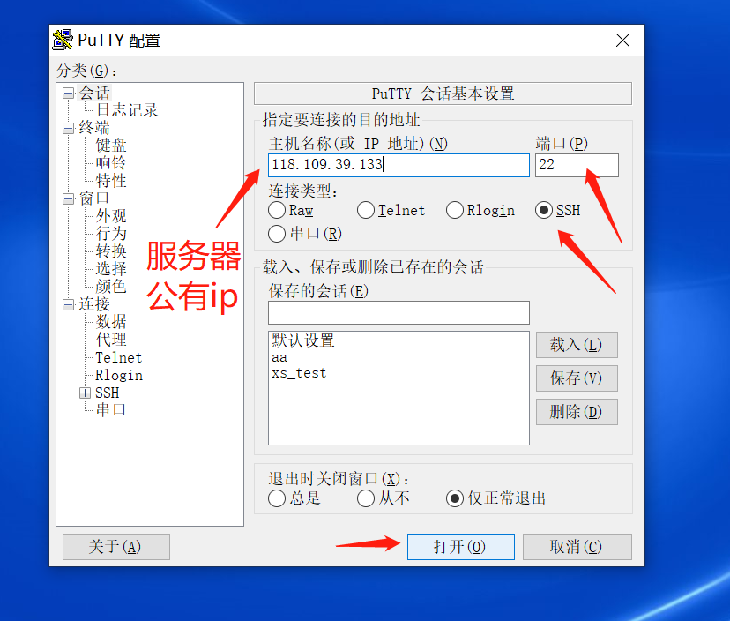 PuTTY 配置
分类(G):
会话
日志记录
终端
键盘
响铃
特性
窗口
外观
行为
转换
选择
颜色
连接
数据
代理
Telnet
Rlogin
SSH
串口
PuTTY 会话基本设置
指定要连接的目的地址
主机名称(或 IP 地址)(N) 端口(P)
118.109.39.133 22
连接类型:
Raw Telnet Rlogin SSH
串口(R)
服务器
公有ip
载入、保存或删除已存在的会话
保存的会话(E)
默认设置
aa
xs_test
载入(L)
保存(V)
删除(D)
退出时关闭窗口(X):
总是 从不 仅正常退出
关于(A) 打开(O) 取消(C)